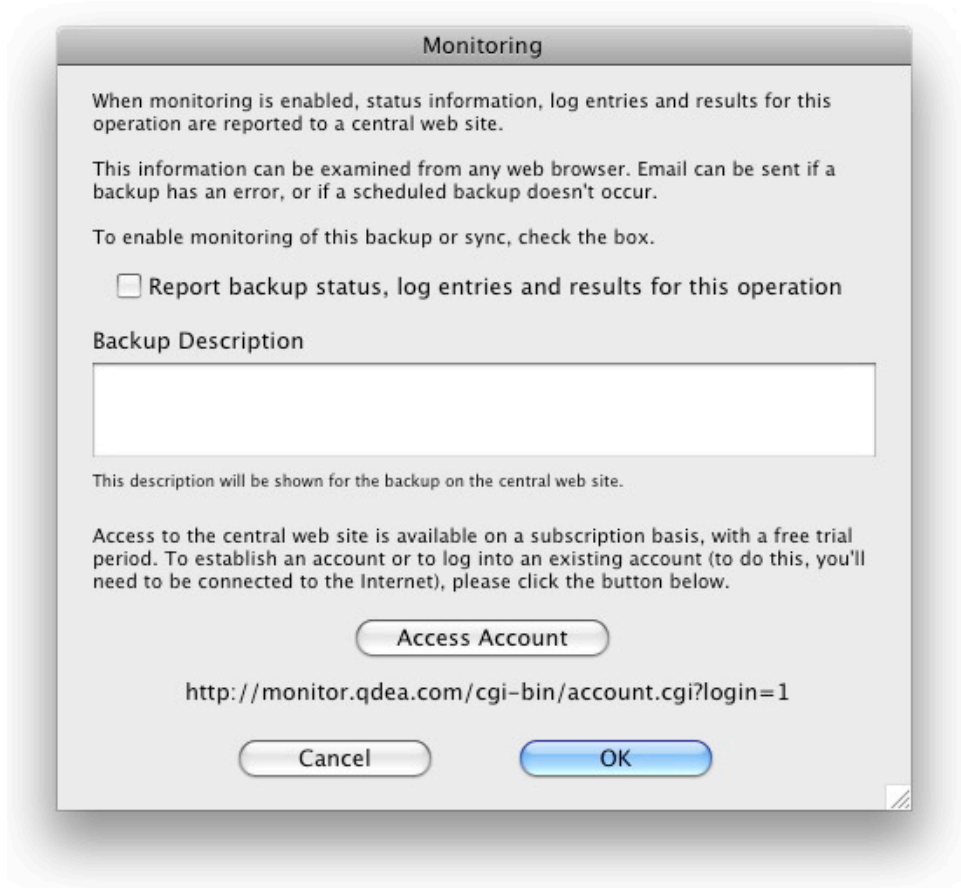 Monitoring
When monitoring is enabled, status information, log entries and results for this
operation are reported to a central web site.
This information can be examined from any web browser. Email can be sent if a
backup has an error, or if a scheduled backup doesn't occur.
To enable monitoring of this backup or sync, check the box.
Report backup status, log entries and results for this operation
Backup Description
This description will be shown for the backup on the central web site.
Access to the central web site is available on a subscription basis, with a free trial
period. To establish an account or to log into an existing account (to do this, you'll
need to be connected to the Internet), please click the button below.
Access Account
http://monitor.qdea.com/cgi-bin/account.cgi?login=1
Cancel OK